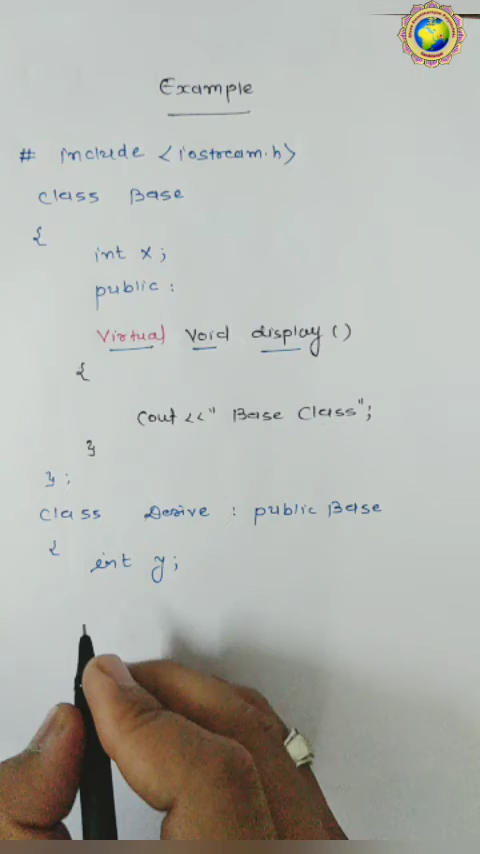 Example
# include <iostream.h>
Class Base
{
int x;
public:
Virtual Void display()
{
Cout<<" Base Class";
}
};
Class Derive : public Base
{ int y;